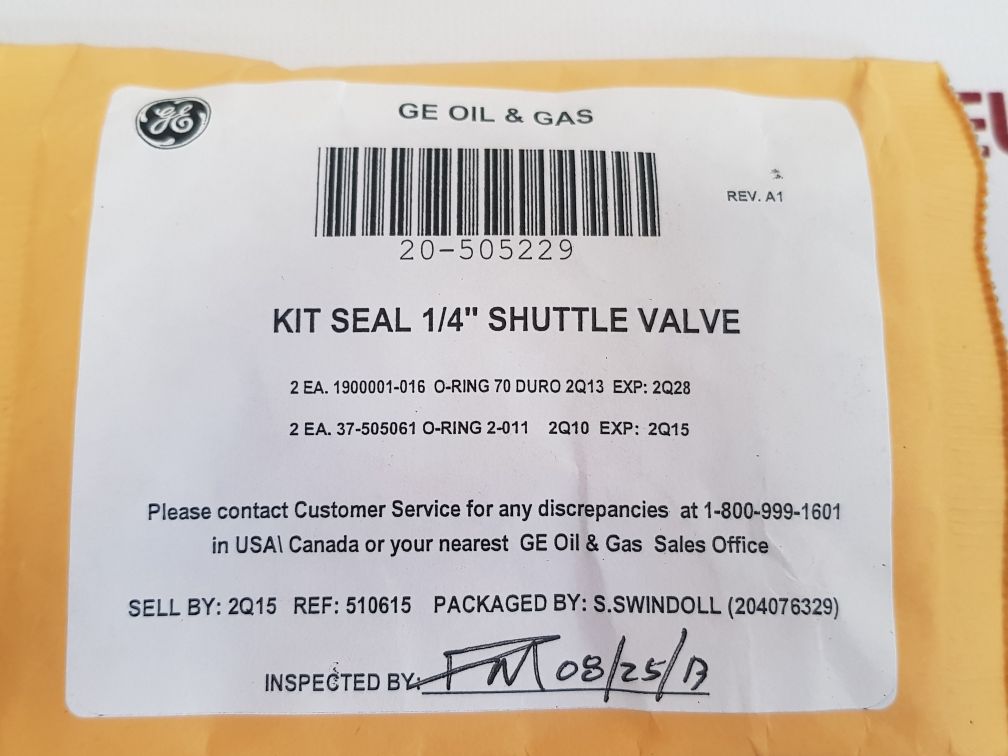 GE
GE OIL & GAS
REV. A1
20-505229
KIT SEAL 1/4" SHUTTLE VALVE
2 EA. 1900001-016 O-RING 70 DURO 2Q13 EXP: 2Q28
2 EA. 37-505061 O-RING 2-011 2Q10 EXP: 2Q15
Please contact Customer Service for any discrepancies at 1-800-999-1601
in USA\ Canada or your nearest GE Oil & Gas Sales Office
SELL BY: 2Q15 REF: 510615 PACKAGED BY: S.SWINDOLL (204076329)
INSPECTED BY: 08/25/13